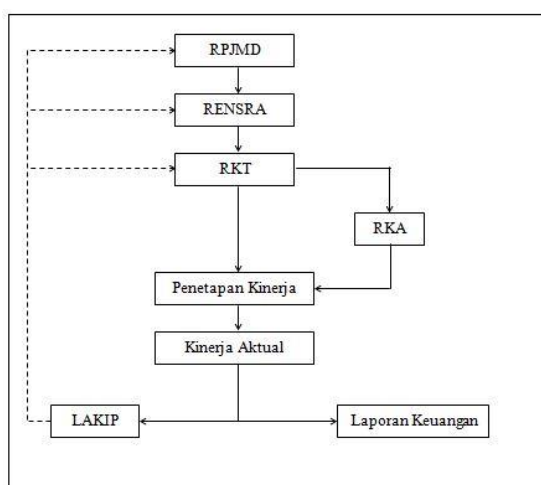 RPJMD
RENSRA
RKT
RKA
Penetapan Kinerja
Kinerja Aktual
LAKIP
Laporan Keuangan